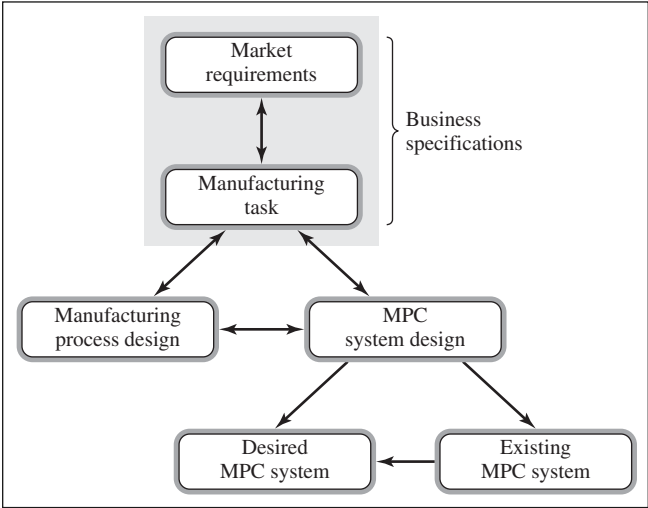 Market
requirements
Business
specifications
Manufacturing
task
Manufacturing
process design
MPC
system design
Desired
MPC system
Existing
MPC system